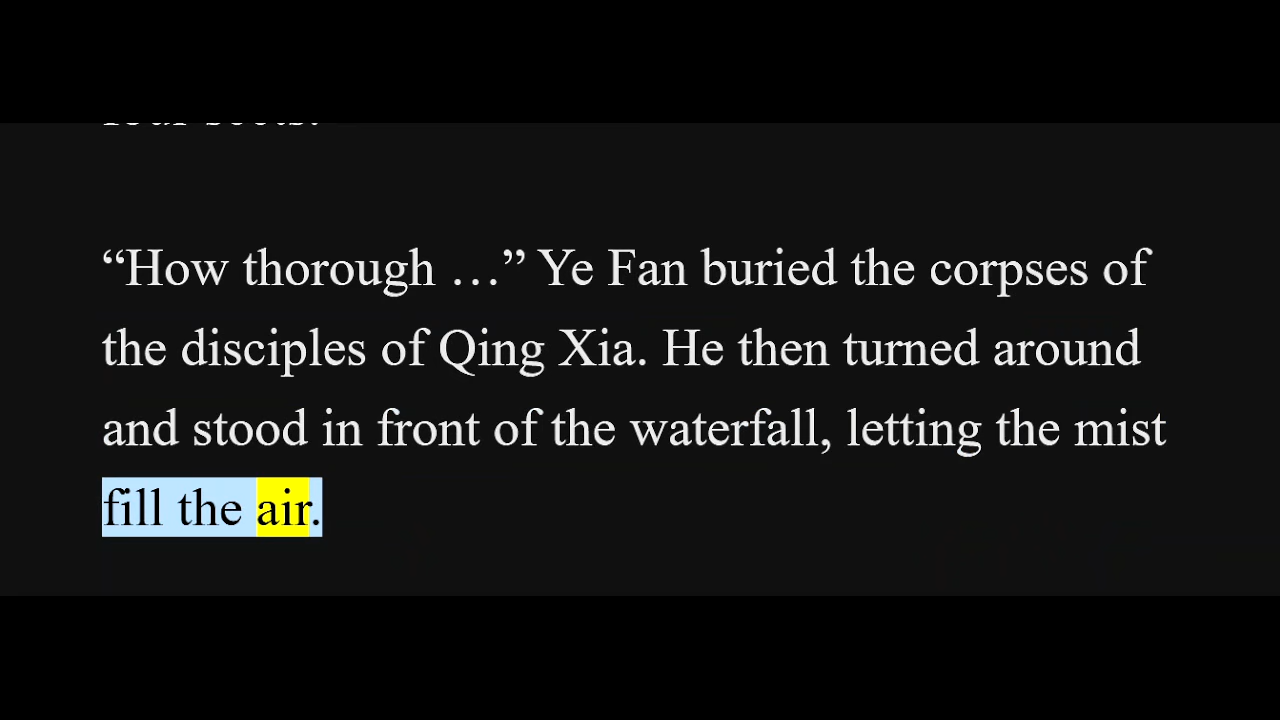 “How thorough …” Ye Fan buried the corpses of
the disciples of Qing Xia. He then turned around
and stood in front of the waterfall, letting the mist
fill the air.